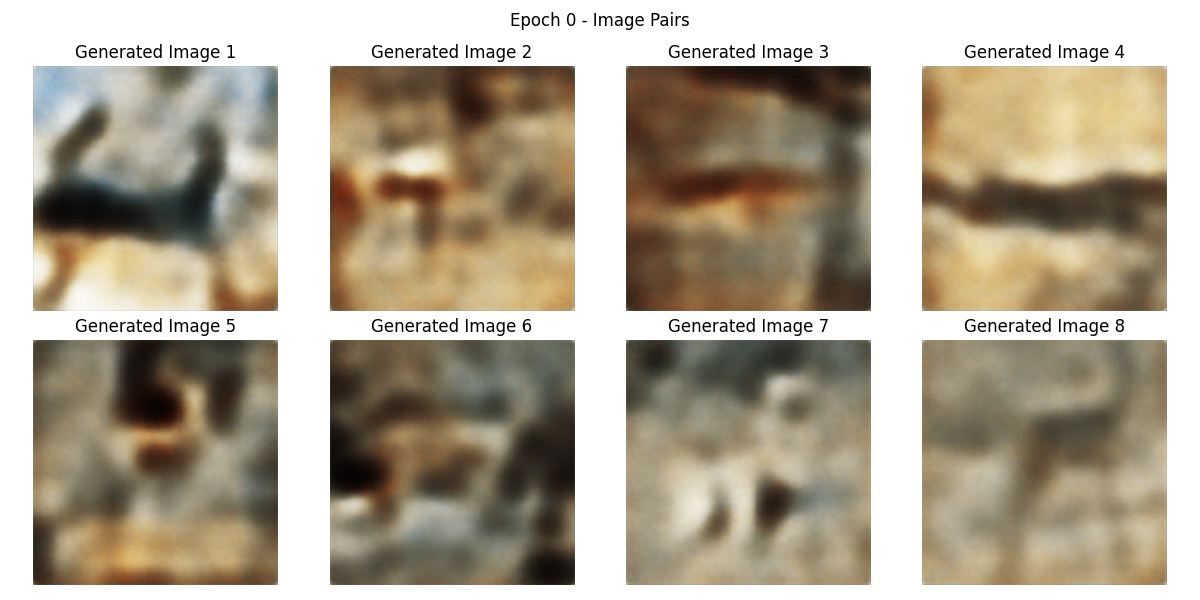 Epoch 0 - Image Pairs
Generated Image 1
Generated Image 2
Generated Image 3
Generated Image 4
Generated Image 5
Generated Image 6
Generated Image 7
Generated Image 8